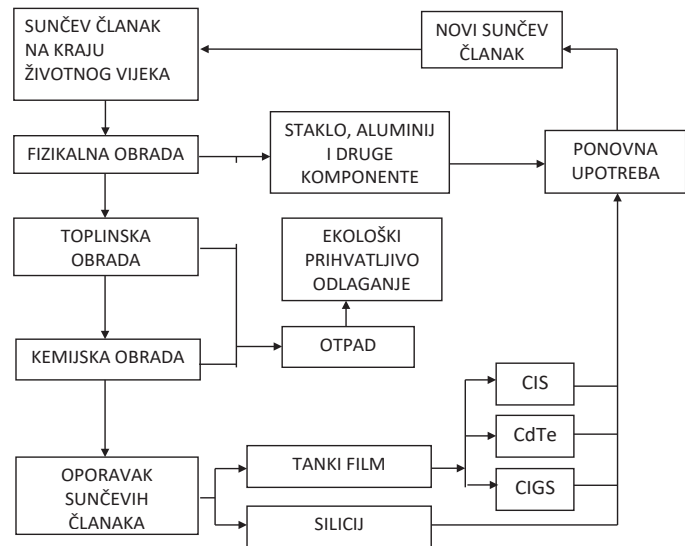 SUNČEV ČLANAK
NA KRAJU
ŽIVOTNOG VIJEKA
NOVI SUNČEV
ČLANAK
FIZIKALNA OBRADA
STAKLO, ALUMINIJ
I DRUGE
KOMPONENTE
PONOVNA
UPOTREBA
TOPLINSKA
OBRADA
EKOLOŠKI
PRIHVATLJIVO
ODLAGANJE
KEMIJSKA OBRADA
OTPAD
CIS
CdTe
CIGS
OPORAVAK
SUNČEVIH
ČLANAKA
TANKI FILM
SILICIJ